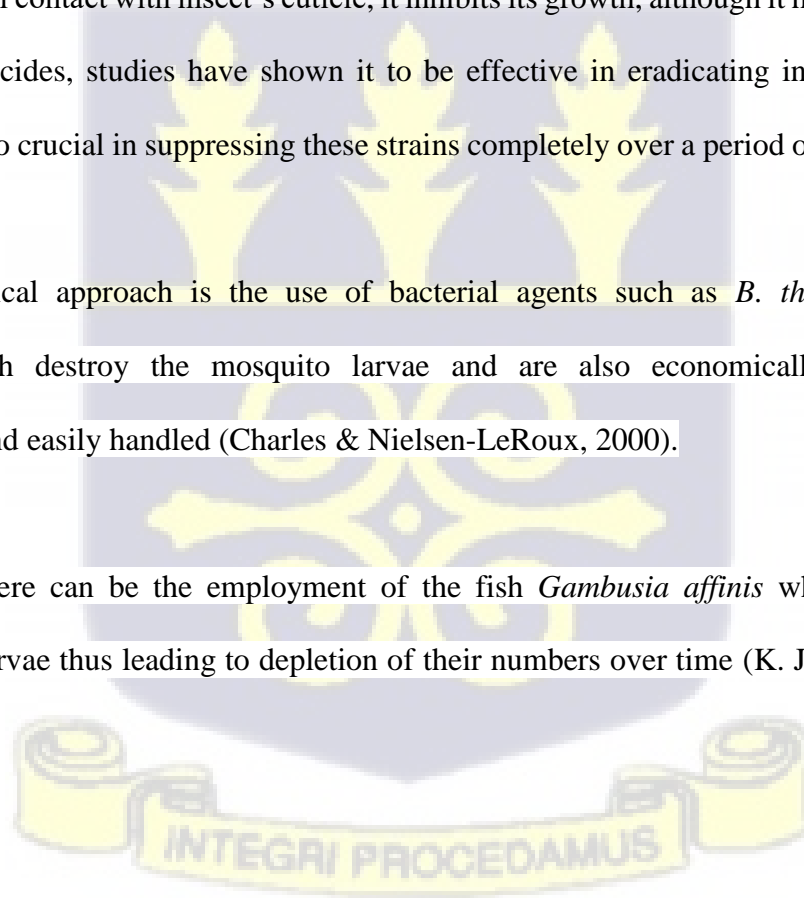 contact with insect's cuticle, it inhibits its growth, although it
cides, studies have shown it to be effective in eradicating in
crucial in suppressing these strains completely over a period
ical approach is the use of bacterial agents such as B. th
h destroy the mosquito larvae and are also economicall
nd easily handled (Charles & Nielsen-LeRoux, 2000).
ere can be the employment of the fish Gambusia affinis wh
rvae thus leading to depletion of their numbers over time (K. J
INTEGRI PROCEDAMUS